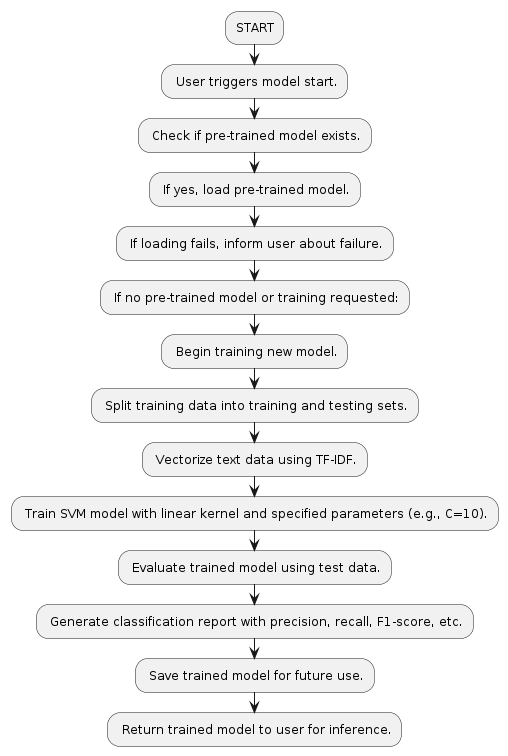 START
User triggers model start.
Check if pre-trained model exists.
If yes, load pre-trained model.
If loading fails, inform user about failure.
If no pre-trained model or training requested:
Begin training new model.
Split training data into training and testing sets.
Vectorize text data using TF-IDF.
Train SVM model with linear kernel and specified parameters (e.g., C=10).
Evaluate trained model using test data.
Generate classification report with precision, recall, F1-score, etc.
Save trained model for future use.
Return trained model to user for inference.